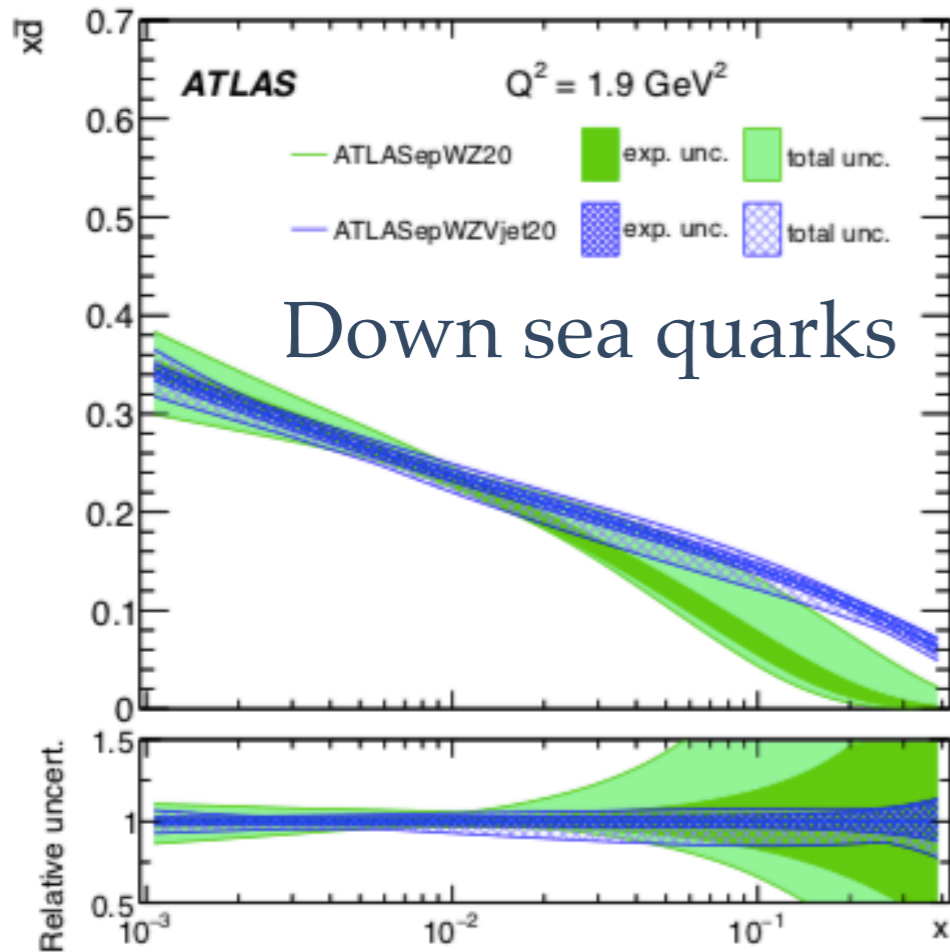 xd̅
0.7
ATLAS Q² = 1.9 GeV²
0.6
ATLASepWZ20 exp. unc. total unc.
0.5
ATLASepWZVjet20 exp. unc. total unc.
0.4
Down sea quarks
0.3
0.2
0.1
0
Relative uncert.
1.5
1
0.5
10⁻³ 10⁻² 10⁻¹ x